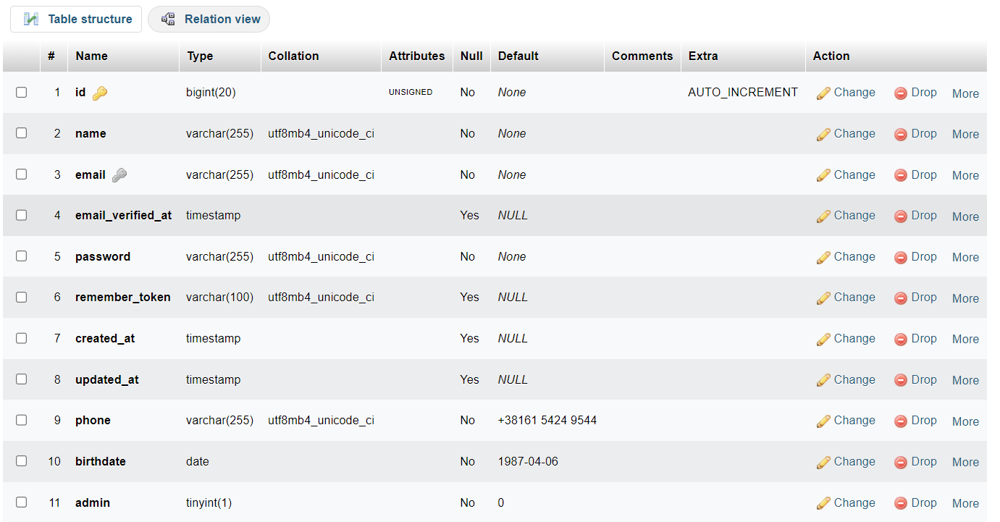 Table structure Relation view
# Name Type Collation Attributes Null Default Comments Extra Action
1 id bigint(20) UNSIGNED No None AUTO_INCREMENT Change Drop More
2 name varchar(255) utf8mb4_unicode_ci No None Change Drop More
3 email varchar(255) utf8mb4_unicode_ci No None Change Drop More
4 email_verified_at timestamp Yes NULL Change Drop More
5 password varchar(255) utf8mb4_unicode_ci No None Change Drop More
6 remember_token varchar(100) utf8mb4_unicode_ci Yes NULL Change Drop More
7 created_at timestamp Yes NULL Change Drop More
8 updated_at timestamp Yes NULL Change Drop More
9 phone varchar(255) utf8mb4_unicode_ci No +38161 5424 9544 Change Drop More
10 birthdate date No 1987-04-06 Change Drop More
11 admin tinyint(1) No 0 Change Drop More